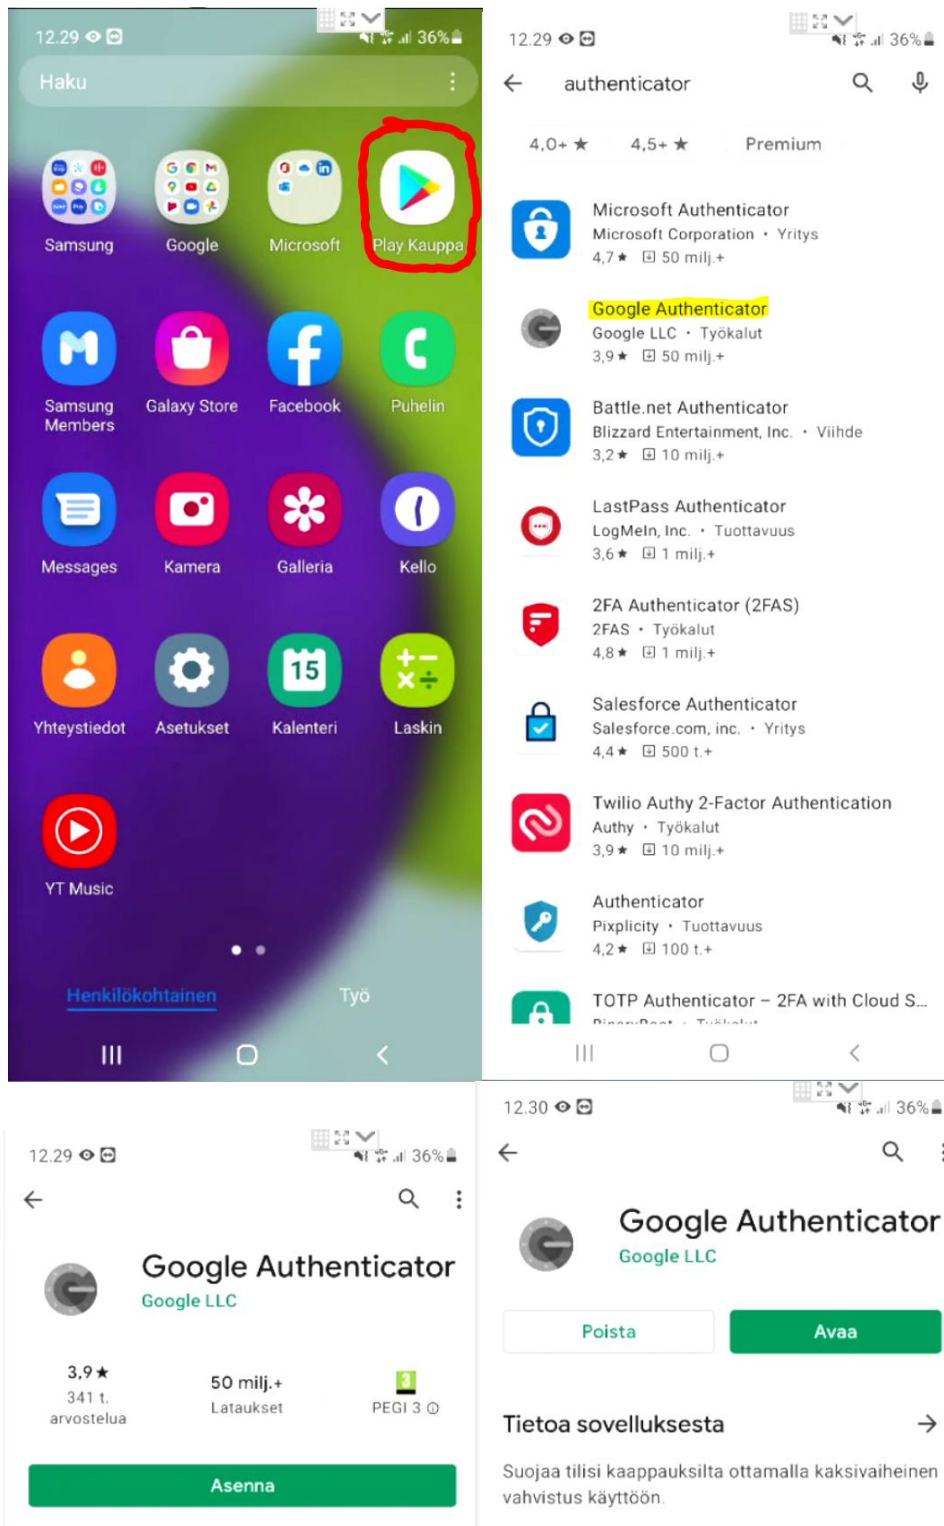 12.29
36%
Haku
Samsung
Google
Microsoft
Play Kauppa
Samsung Members
Galaxy Store
Facebook
Puhelin
Messages
Kamera
Galleria
Kello
Yhteystiedot
Asetukset
15
Kalenteri
Laskin
YT Music
Henkilökohtainen
Työ
12.29
36%
authenticator
4,0+ ★
4,5+ ★
Premium
Microsoft Authenticator
Microsoft Corporation • Yritys
4,7 ★ 50 milj.+
Google Authenticator
Google LLC • Työkalut
3,9 ★ 50 milj.+
Battle.net Authenticator
Blizzard Entertainment, Inc. • Viihde
3,2 ★ 10 milj.+
LastPass Authenticator
LogMeIn, Inc. • Tuottavuus
3,6 ★ 1 milj.+
2FA Authenticator (2FAS)
2FAS • Työkalut
4,8 ★ 1 milj.+
Salesforce Authenticator
Salesforce.com, inc. • Yritys
4,4 ★ 500 t.+
Twilio Authy 2-Factor Authentication
Authy • Työkalut
3,9 ★ 10 milj.+
Authenticator
Pixplicity • Tuottavuus
4,2 ★ 100 t.+
TOTP Authenticator – 2FA with Cloud S...
12.29
36%
Google Authenticator
Google LLC
3,9 ★
341 t.
arvostelua
50 milj.+
Lataukset
3
PEGI 3
Asenna
12.30
36%
Google Authenticator
Google LLC
Poista
Avaa
Tietoa sovelluksesta
Suojaa tilisi kaappauksilta ottamalla kaksivaiheinen
vahvistus käyttöön.